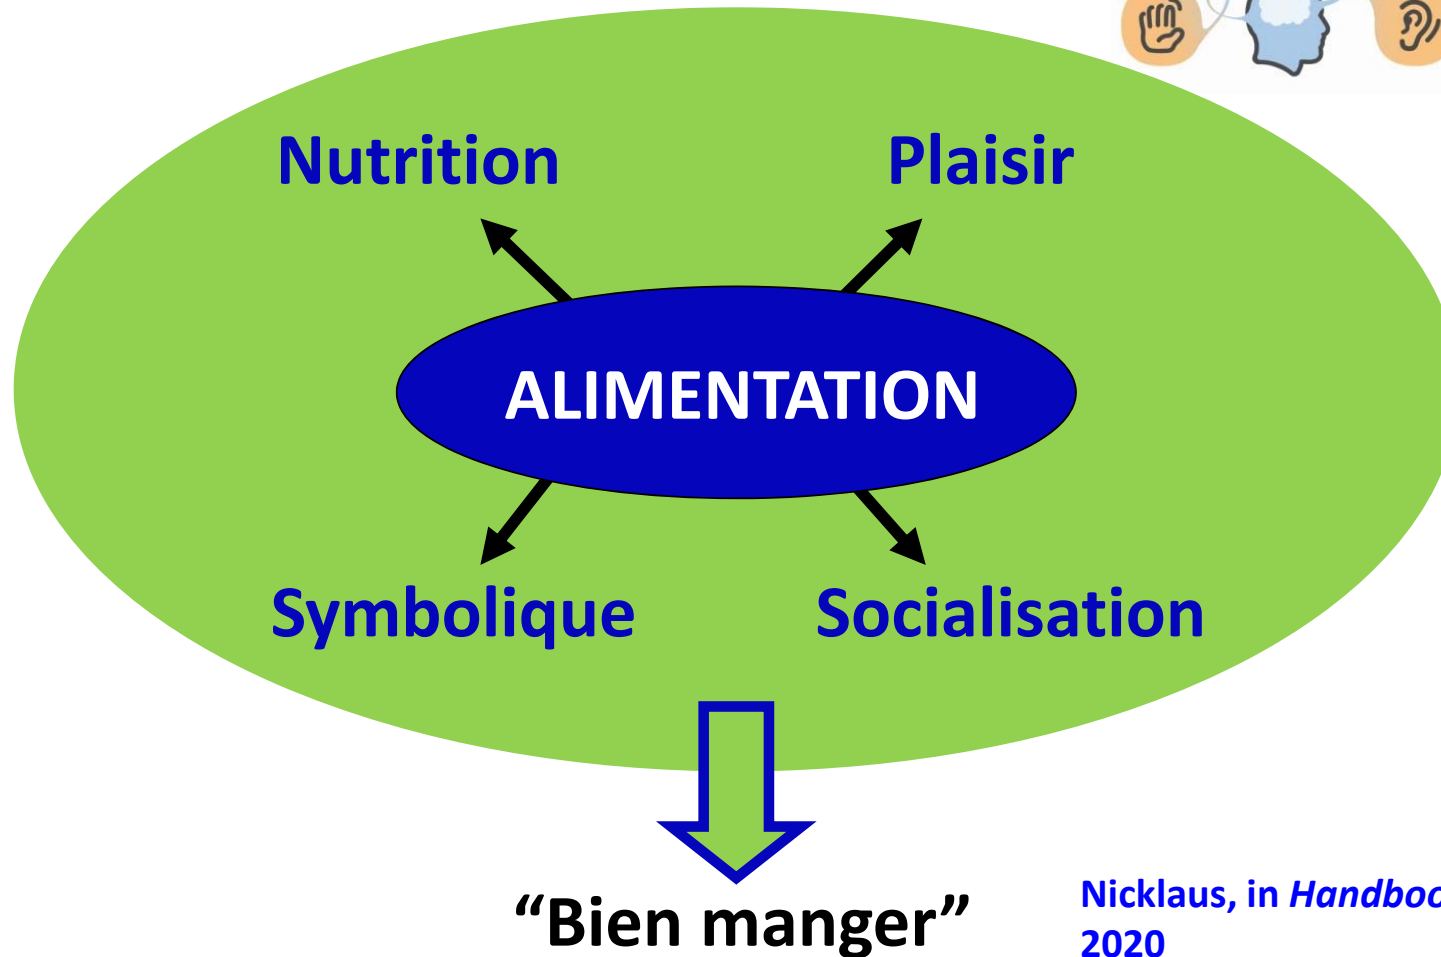 Nutrition
Plaisir
ALIMENTATION
Symbolique
Socialisation
“Bien manger”
Nicklaus, in
2020